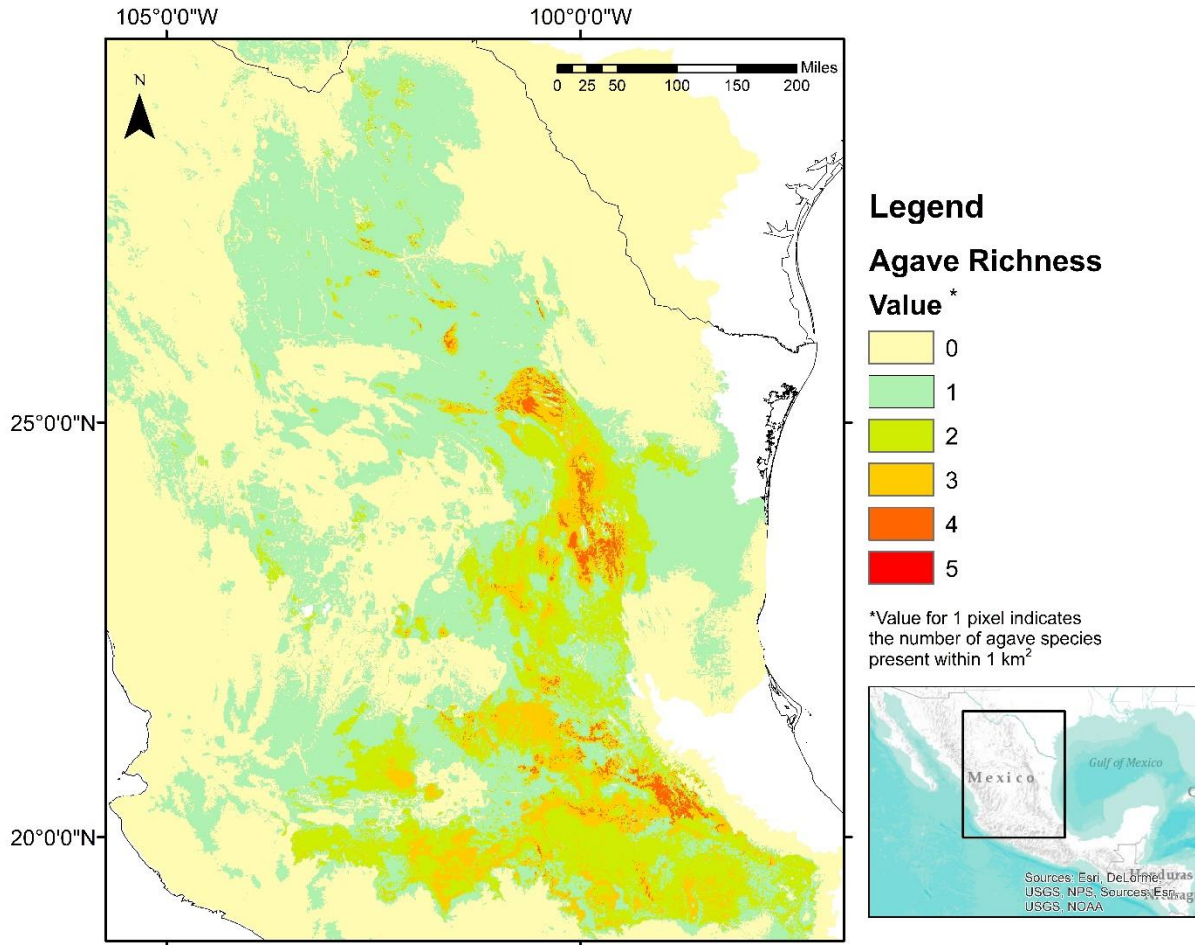 105°0'0"W 100°0'0"W
N
Miles
0 25 50 100 150 200
25°0'0"N
20°0'0"N
Legend
Agave Richness
Value *
0
1
2
3
4
5
*Value for 1 pixel indicates
the number of agave species
present within 1 km²
Mexico
Gulf of Mexico
Sources: Esri, DeLorme,
USGS, NPS, Sources: Esri,
USGS, NOAA
Honduras